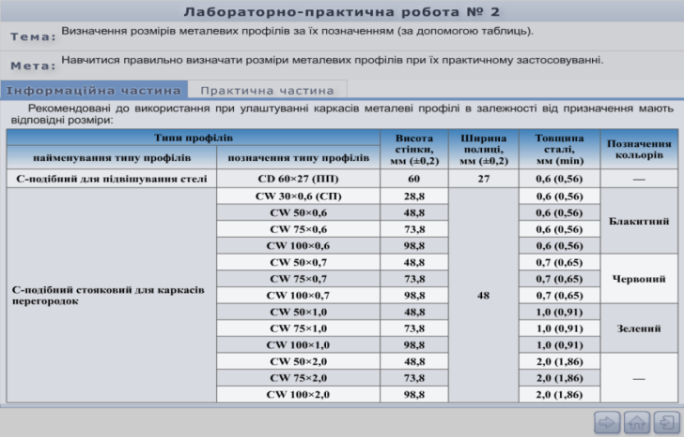 Лабораторно-практична робота № 2
Тема: Визначення розмірів металевих профілів за їх позначенням (за допомогою таблиць).
Мета: Навчитися правильно визначати розміри металевих профілів при їх практичному застосовуванні.
Інформаційна частина Практична частина
Рекомендовані до використання при улаштуванні каркасів металеві профілі в залежності від призначення мають
відповідні розміри:
Типи профілів Висота стінки, мм (±0,2) Ширина полиці, мм (±0,2) Товщина сталі, мм (min) Позначення кольорів
найменування типу профілів позначення типу профілів
С-подібний для підвішування стелі CD 60×27 (ПП) 60 27 0,6 (0,56) —
С-подібний стояковий для каркасів перегородок CW 30×0,6 (СП) 28,8 48 0,6 (0,56) Блакитний
CW 50×0,6 48,8 0,6 (0,56)
CW 75×0,6 73,8 0,6 (0,56)
CW 100×0,6 98,8 0,6 (0,56)
CW 50×0,7 48,8 0,7 (0,65) Червоний
CW 75×0,7 73,8 0,7 (0,65)
CW 100×0,7 98,8 0,7 (0,65)
CW 50×1,0 48,8 1,0 (0,91) Зелений
CW 75×1,0 73,8 1,0 (0,91)
CW 100×1,0 98,8 1,0 (0,91)
CW 50×2,0 48,8 2,0 (1,86) —
CW 75×2,0 73,8 2,0 (1,86)
CW 100×2,0 98,8 2,0 (1,86)